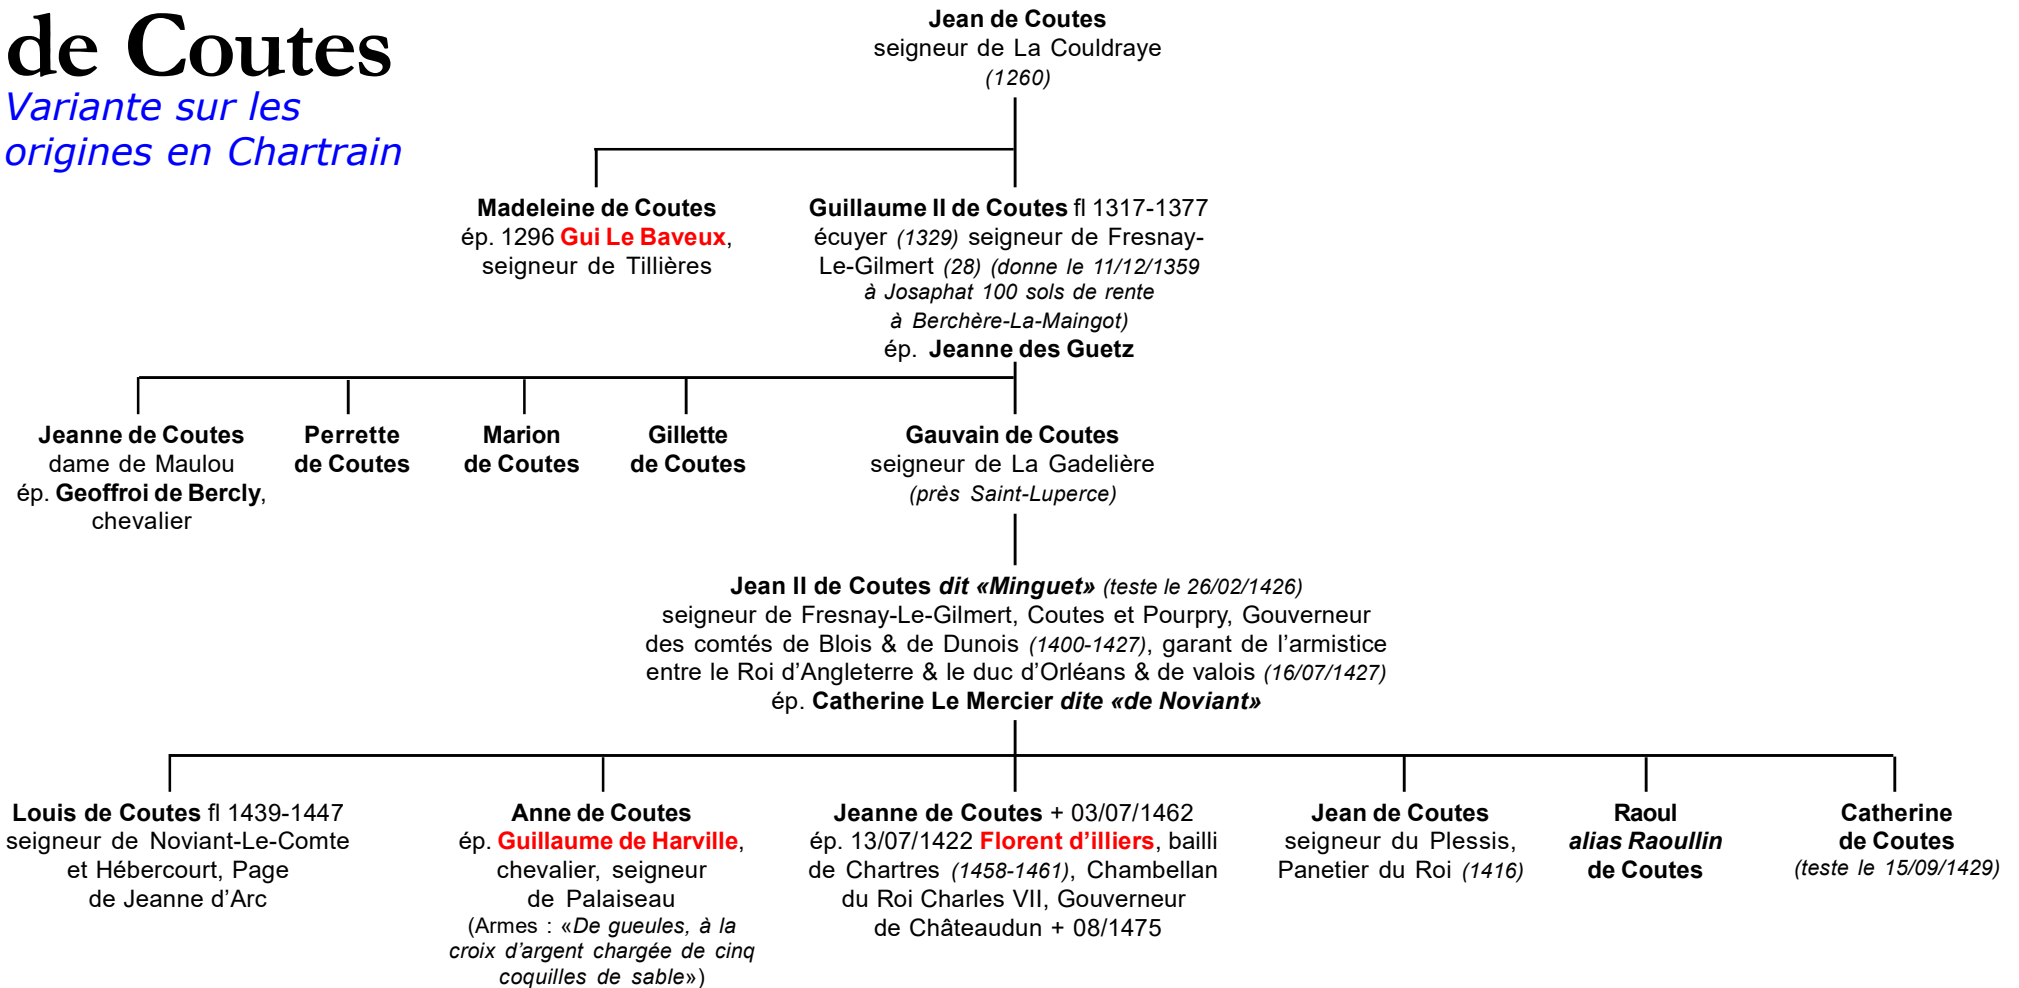 de Coutes
Variante sur les
origines en Chartrain
Jean de Coutes
seigneur de La Couldraye
(1260)
Madeleine de Coutes
ép. 1296 Gui Le Baveux,
seigneur de Tillières
Guillaume II de Coutes fl 1317-1377
écuyer (1329) seigneur de Fresnay-
Le-Gilmert (28) (donne le 11/12/1359
à Josaphat 100 sols de rente
à Berchère-La-Maingot)
ép. Jeanne des Guetz
Jeanne de Coutes
dame de Maulou
ép. Geoffroi de Bercly,
chevalier
Perrette
de Coutes
Marion
de Coutes
Gillette
de Coutes
Gauvain de Coutes
seigneur de La Gadelière
(près Saint-Luperce)
Jean II de Coutes dit «Minguet» (teste le 26/02/1426)
seigneur de Fresnay-Le-Gilmert, Coutes et Pourpry, Gouverneur
des comtés de Blois & de Dunois (1400-1427), garant de l’armistice
entre le Roi d’Angleterre & le duc d’Orléans & de valois (16/07/1427)
ép. Catherine Le Mercier dite «de Noviant»
Louis de Coutes fl 1439-1447
seigneur de Noviant-Le-Comte
et Hébercourt, Page
de Jeanne d’Arc
Anne de Coutes
ép. Guillaume de Harville,
chevalier, seigneur
de Palaiseau
(Armes : «De gueules, à la
croix d’argent chargée de cinq
coquilles de sable»)
Jeanne de Coutes + 03/07/1462
ép. 13/07/1422 Florent d’illiers, bailli
de Chartres (1458-1461), Chambellan
du Roi Charles VII, Gouverneur
de Châteaudun + 08/1475
Jean de Coutes
seigneur du Plessis,
Panetier du Roi (1416)
Raoul
alias Raoullin
de Coutes
Catherine
de Coutes
(teste le 15/09/1429)